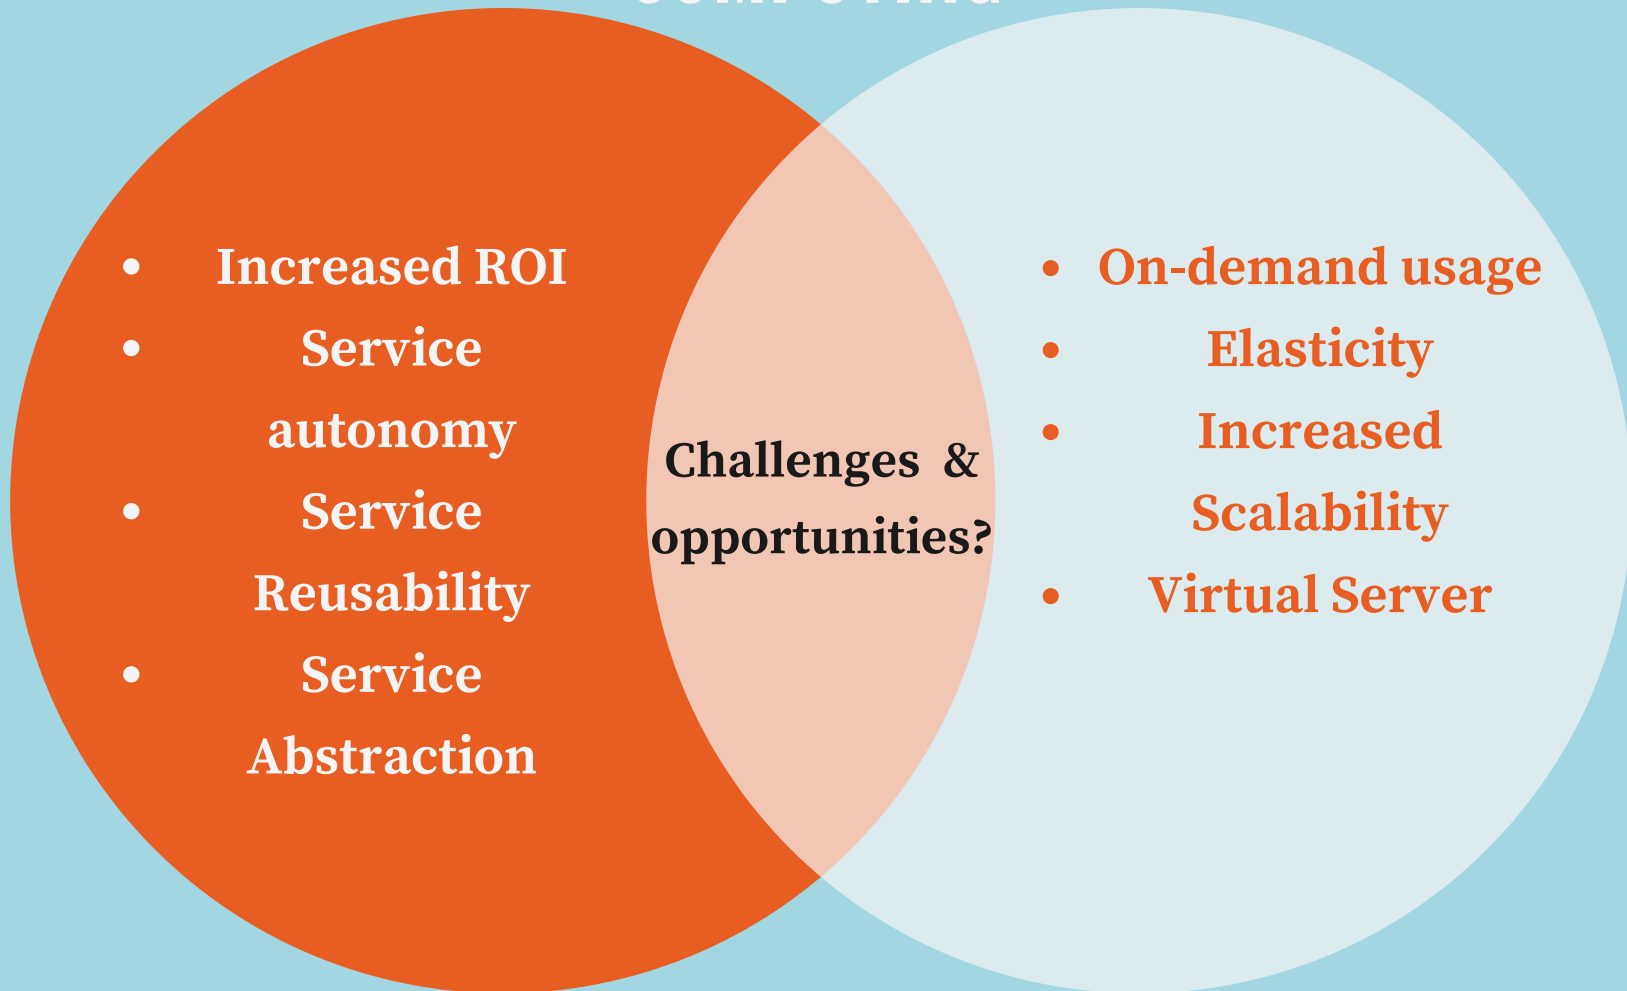 • Increased ROI
• Service
autonomy
• Service
Reusability
• Service
Abstraction
Challenges &
opportunities?
• On-demand usage
• Elasticity
• Increased
Scalability
• Virtual Server